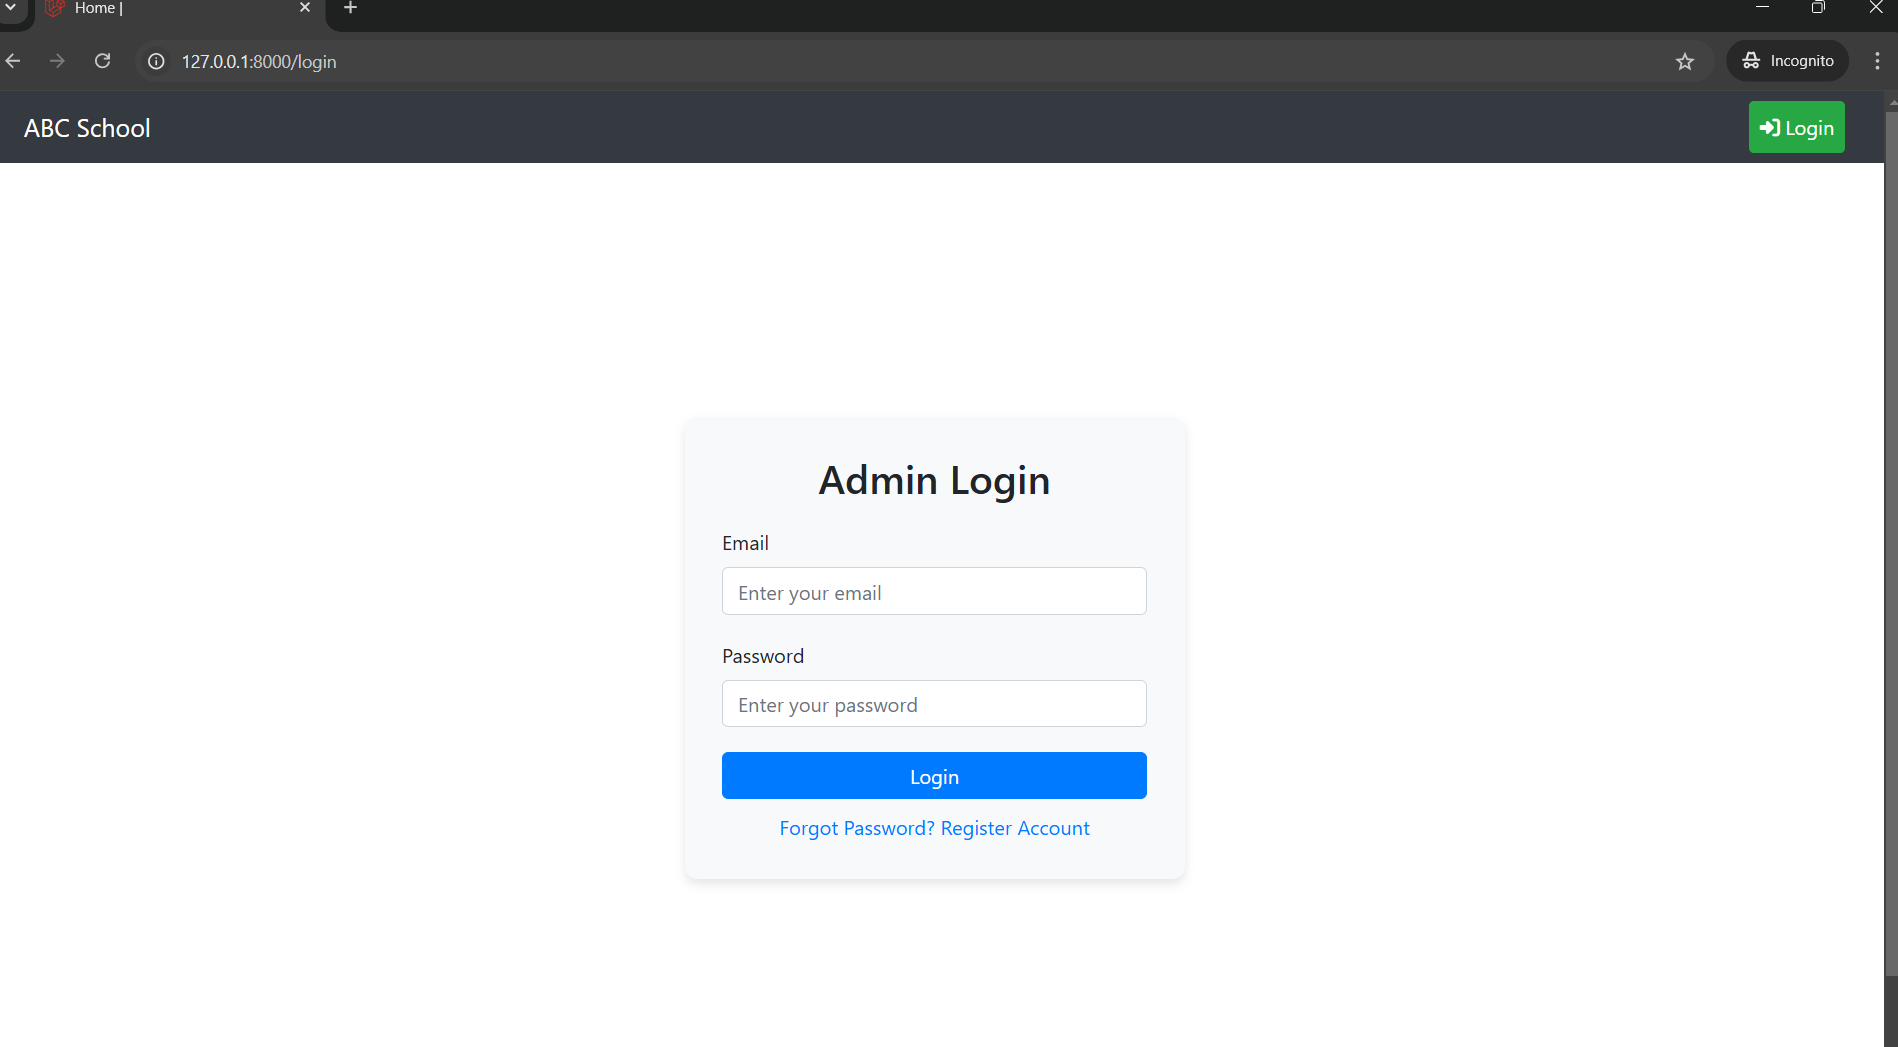 Home |
127.0.0.1:8000/login
Incognito
ABC School
Login
Admin Login
Email
Enter your email
Password
Enter your password
Login
Forgot Password? Register Account